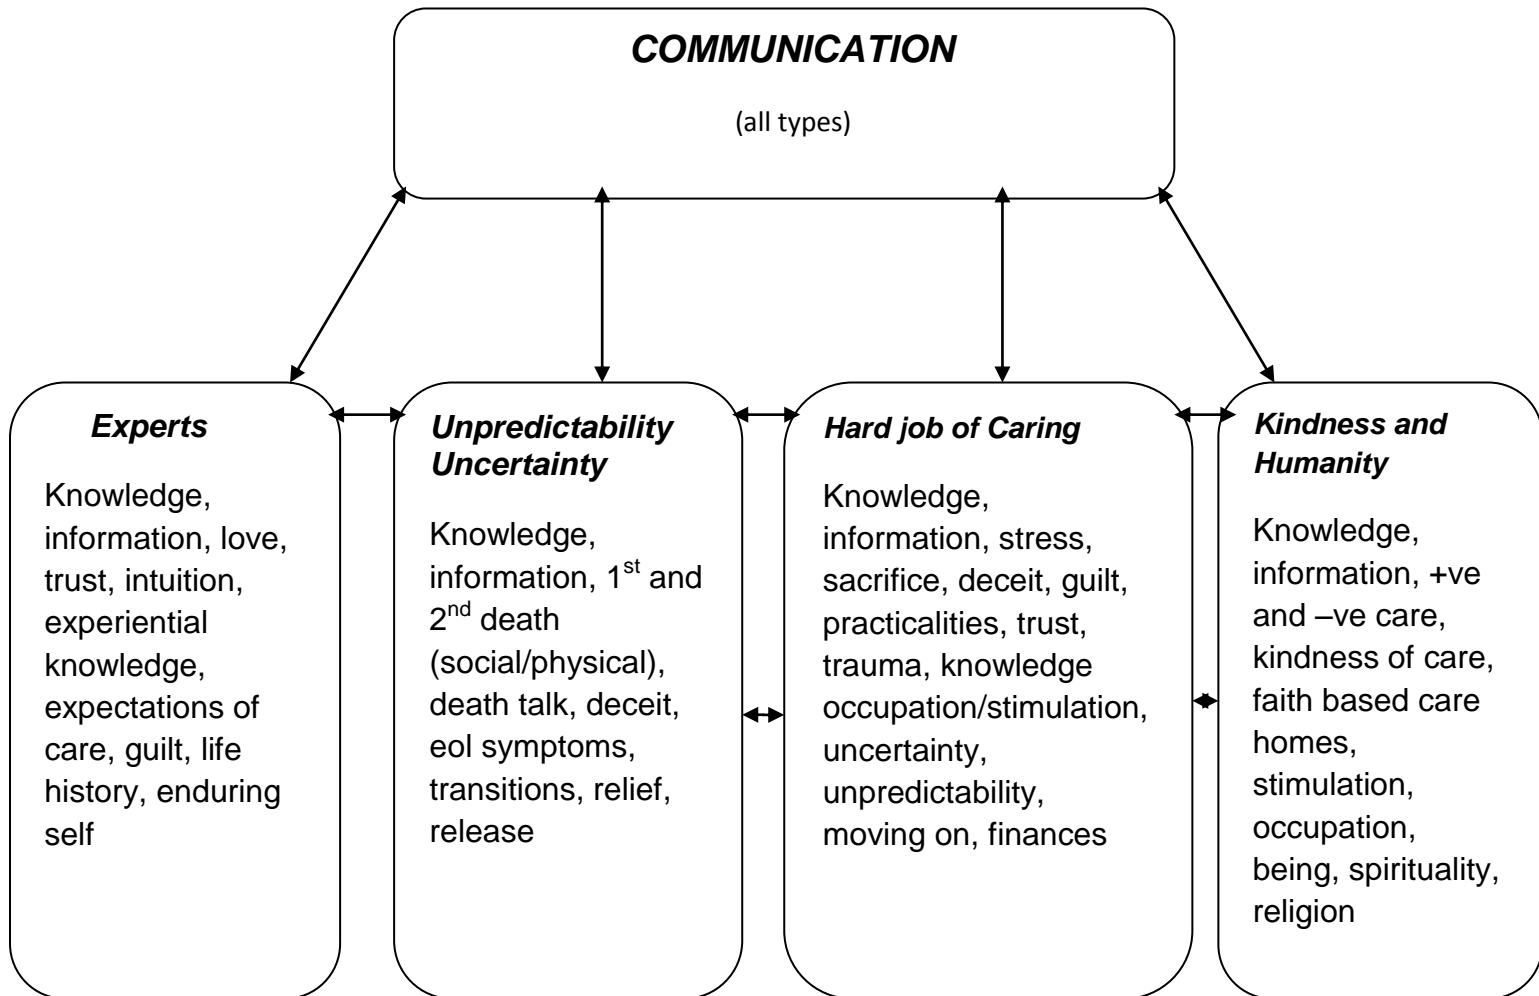 COMMUNICATION
(all types)
Experts
Knowledge,
information, love,
trust, intuition,
experiential
knowledge,
expectations of
care, guilt, life
history, enduring
self
Unpredictability
Uncertainty
Knowledge,
information, 1st and
2nd death
(social/physical),
death talk, deceit,
eol symptoms,
transitions, relief,
release
Hard job of Caring
Knowledge,
information, stress,
sacrifice, deceit, guilt,
practicalities, trust,
trauma, knowledge
occupation/stimulation,
uncertainty,
unpredictability,
moving on, finances
Kindness and
Humanity
Knowledge,
information, +ve
and –ve care,
kindness of care,
faith based care
homes,
stimulation,
occupation,
being, spirituality,
religion